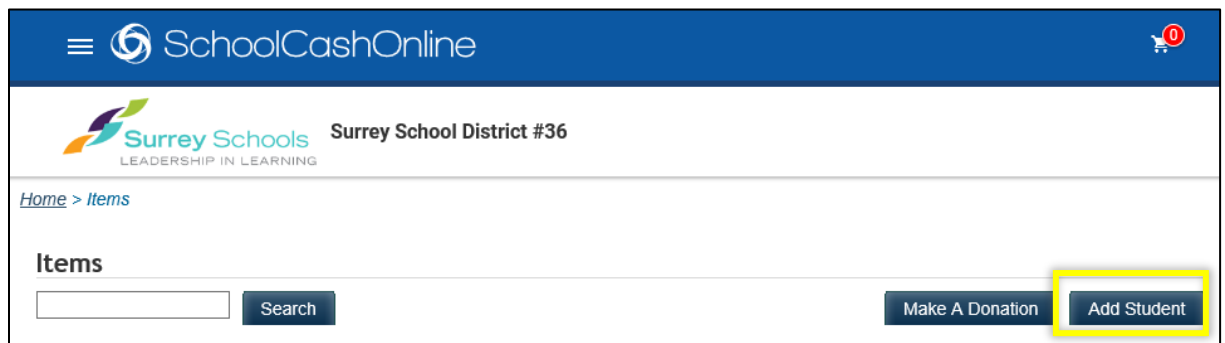 SchoolCashOnline
0
Surrey Schools
LEADERSHIP IN LEARNING
Surrey School District #36
Home > Items
Items
Search
Make A Donation
Add Student